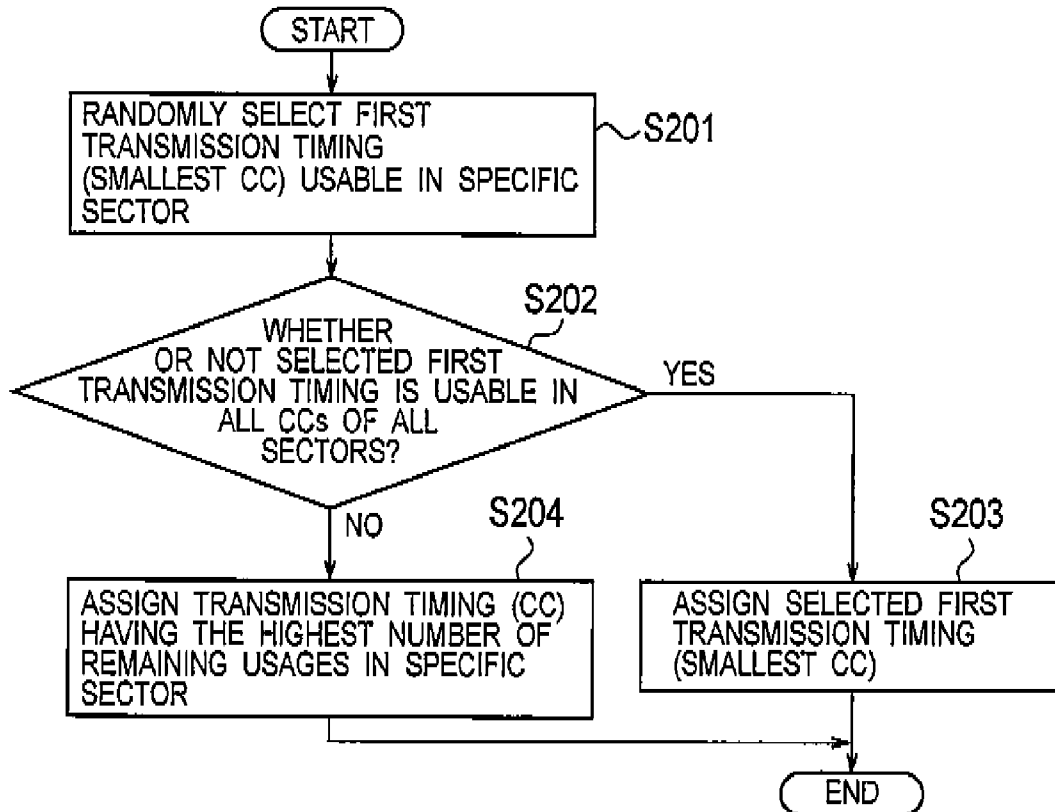 START
RANDOMLY SELECT FIRST
TRANSMISSION TIMING
(SMALLEST CC) USABLE IN SPECIFIC
SECTOR
S201
S202
WHETHER
OR NOT SELECTED FIRST
TRANSMISSION TIMING IS USABLE IN
ALL CCs OF ALL
SECTORS?
YES
NO
S204
ASSIGN TRANSMISSION TIMING (CC)
HAVING THE HIGHEST NUMBER OF
REMAINING USAGES IN SPECIFIC
SECTOR
S203
ASSIGN SELECTED FIRST
TRANSMISSION TIMING
(SMALLEST CC)
END